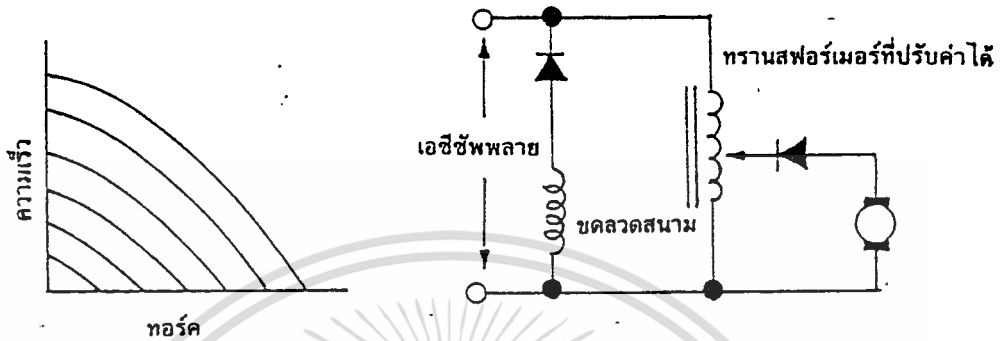 ความเร็ว
ทอร์ค
เอซีซัพพลาย
ขดลวดสนาม
ทรานสฟอร์เมอร์ที่ปรับค่าได้